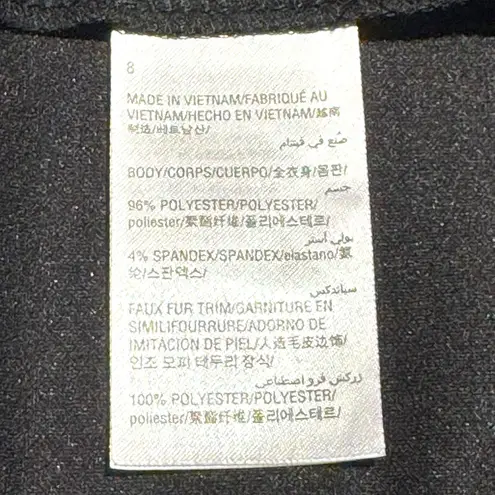 8
MADE IN VIETNAM/FABRIQUÉ AU
VIETNAM/HECHO EN VIETNAM/越南
制造/베트남산/
صُنع في فيتنام
BODY/CORPS/CUERPO/全衣身/몸판/
جسم
96% POLYESTER/POLYESTER/
poliester/聚酯纤维/폴리에스테르/
بولي أستر
4% SPANDEX/SPANDEX/elastano/氨
纶/스판덱스/
سباندكس
FAUX FUR TRIM/GARNITURE EN
SIMILIFOURRURE/ADORNO DE
IMITACIÓN DE PIEL/人造毛皮边饰/
인조 모피 테두리 장식/
زركش فرو اصطناعي
100% POLYESTER/POLYESTER/
poliester/聚酯纤维/폴리에스테르/